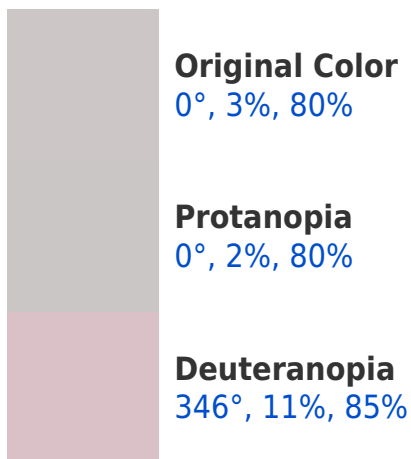 Original Color
0°, 3%, 80%
Protanopia
0°, 2%, 80%
Deuteranopia
346°, 11%, 85%